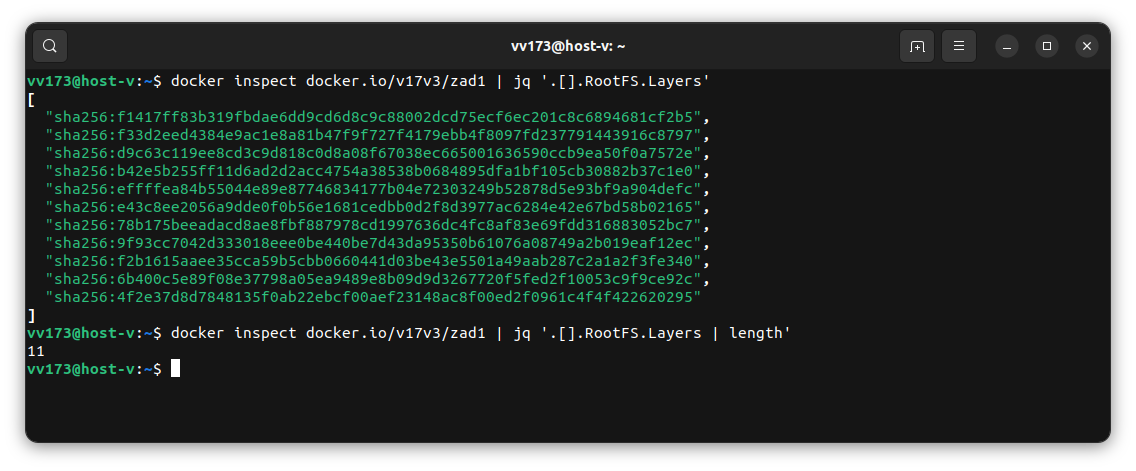 vv173@host-v: ~
vv173@host-v:~$ docker inspect docker.io/v17v3/zad1 | jq '.[].RootFS.Layers'
[
  "sha256:f1417ff83b319fbdae6dd9cd6d8c9c88002dcd75ecf6ec201c8c6894681cf2b5",
  "sha256:f33d2eed4384e9ac1e8a81b47f9f727f4179ebb4f8097fd237791443916c8797",
  "sha256:d9c63c119ee8cd3c9d818c0d8a08f67038ec665001636590ccb9ea50f0a7572e",
  "sha256:b42e5b255ff11d6ad2d2acc4754a38538b0684895dfa1bf105cb30882b37c1e0",
  "sha256:effffea84b55044e89e87746834177b04e72303249b52878d5e93bf9a904defc",
  "sha256:e43c8ee2056a9dde0f0b56e1681cedbb0d2f8d3977ac6284e42e67bd58b02165",
  "sha256:78b175beeadacd8ae8fbf887978cd1997636dc4fc8af83e69fdd316883052bc7",
  "sha256:9f93cc7042d333018eee0be440be7d43da95350b61076a08749a2b019eaf12ec",
  "sha256:f2b1615aaee35cca59b5cbb0660441d03be43e5501a49aab287c2a1a2f3fe340",
  "sha256:6b400c5e89f08e37798a05ea9489e8b09d9d3267720f5fed2f10053c9f9ce92c",
  "sha256:4f2e37d8d7848135f0ab22ebcf00aef23148ac8f00ed2f0961c4f4f422620295"
]
vv173@host-v:~$ docker inspect docker.io/v17v3/zad1 | jq '.[].RootFS.Layers | length'
11
vv173@host-v:~$